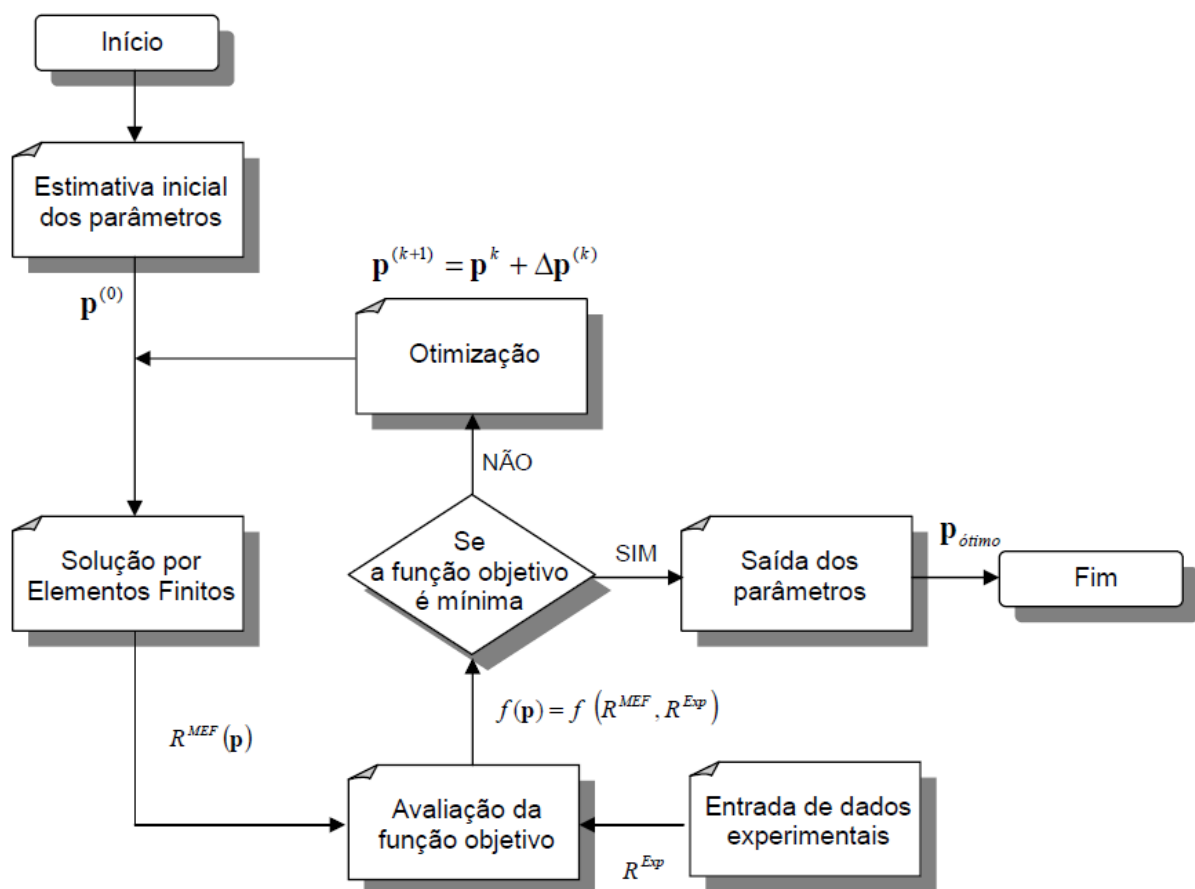 Início
Estimativa inicial
dos parâmetros
p^(0)
p^(k+1) = p^k + Δp^(k)
Otimização
NÃO
Solução por
Elementos Finitos
Se
a função objetivo
é mínima
SIM
Saída dos
parâmetros
p_ótimo
Fim
R^MEF(p)
f(p) = f(R^MEF, R^Exp)
Avaliação da
função objetivo
Entrada de dados
experimentais
R^Exp